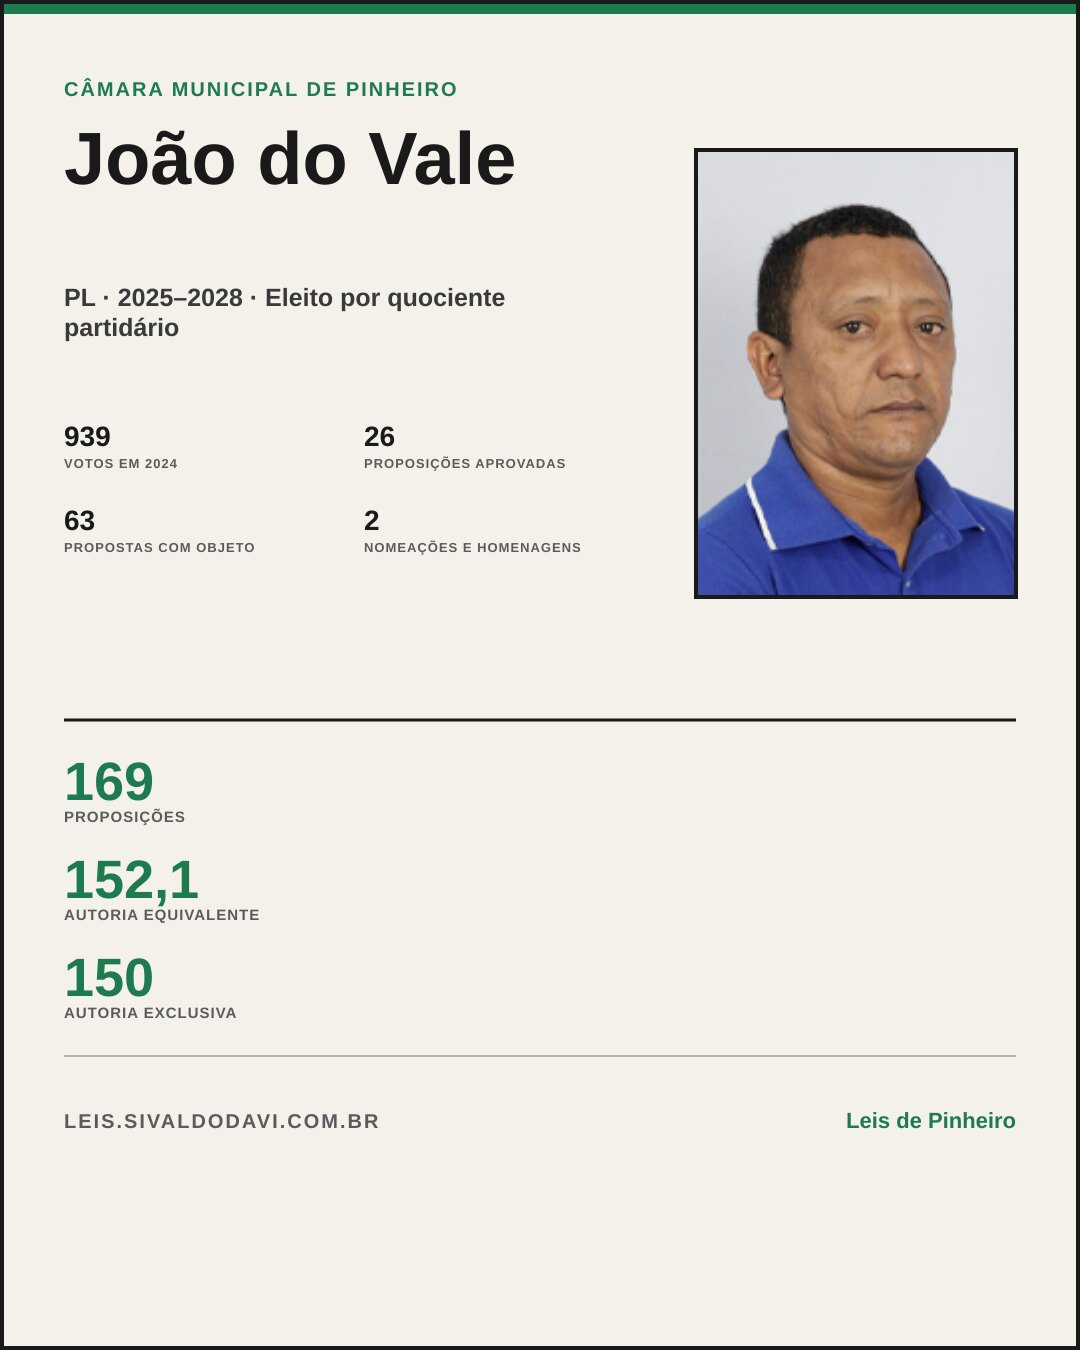 CÂMARA MUNICIPAL DE PINHEIRO
João do Vale
PL · 2025–2028 · Eleito por quociente
partidário
939
VOTOS EM 2024
26
PROPOSIÇÕES APROVADAS
63
PROPOSTAS COM OBJETO
2
NOMEAÇÕES E HOMENAGENS
169
PROPOSIÇÕES
152,1
AUTORIA EQUIVALENTE
150
AUTORIA EXCLUSIVA
LEIS.SIVALDODAVI.COM.BR
Leis de Pinheiro